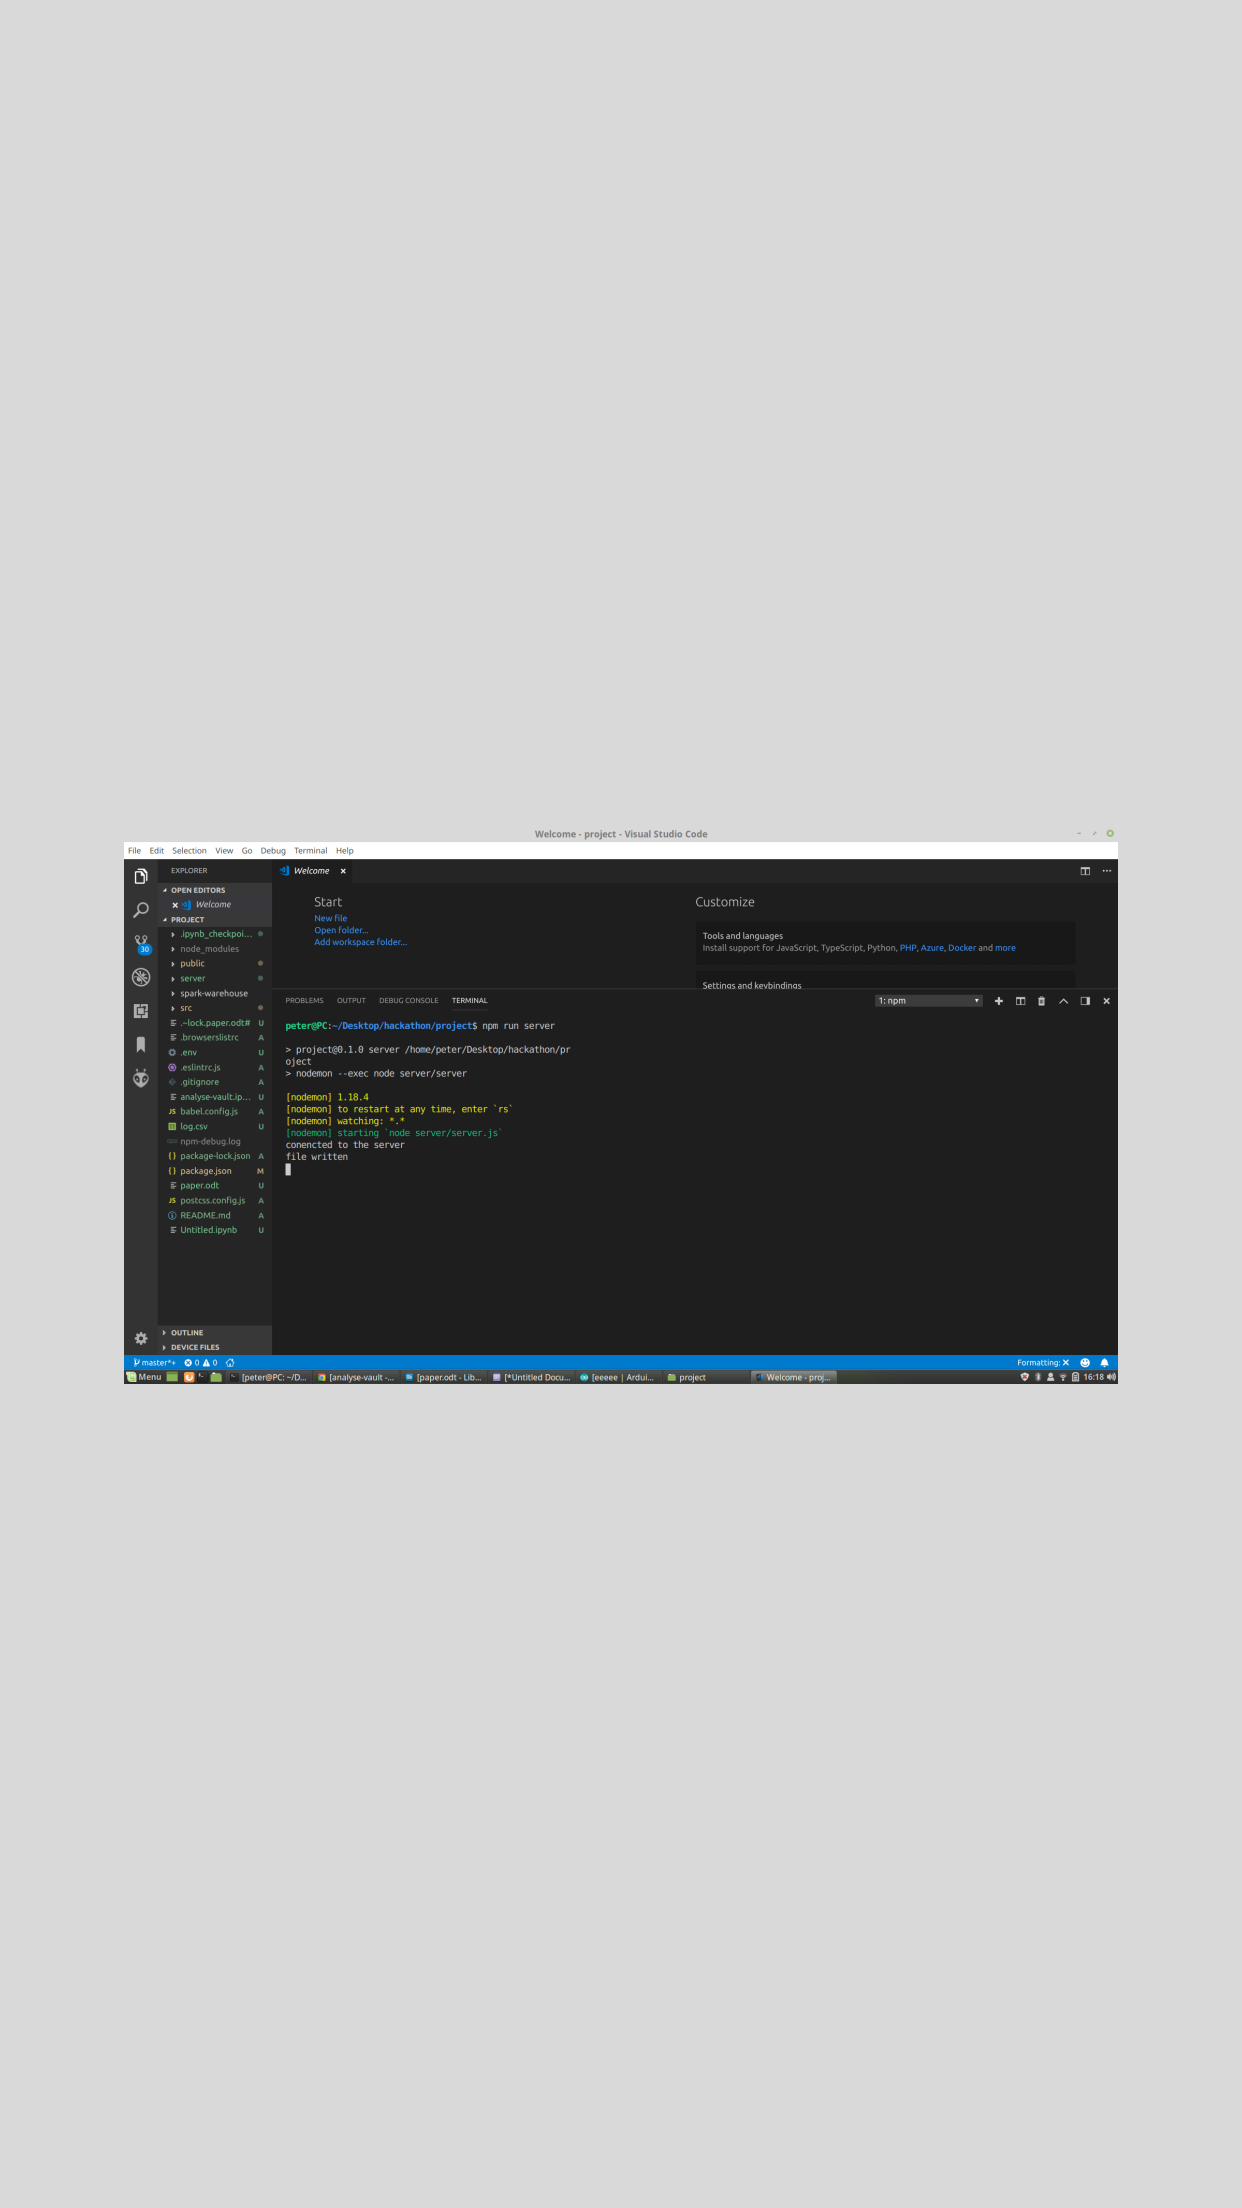 Welcome - project - Visual Studio Code
File Edit Selection View Go Debug Terminal Help
EXPLORER
OPEN EDITORS
Welcome
PROJECT
.ipynb_checkpoi...
node_modules
public
server
spark-warehouse
src
.~lock.paper.odt# U
.browserslistrc A
.env U
.eslintrc.js A
.gitignore A
analyse-vault.ip... U
JS babel.config.js A
log.csv U
npm-debug.log
{} package-lock.json A
{} package.json M
paper.odt U
JS postcss.config.js A
README.md A
Untitled.ipynb U
OUTLINE
DEVICE FILES
30
Welcome
Start
New file
Open folder...
Add workspace folder...
Customize
Tools and languages
Install support for JavaScript, TypeScript, Python, PHP, Azure, Docker and more
Settings and keybindings
PROBLEMS OUTPUT DEBUG CONSOLE TERMINAL
1: npm
peter@PC:~/Desktop/hackathon/project$ npm run server
> project@0.1.0 server /home/peter/Desktop/hackathon/pr
oject
> nodemon --exec node server/server
[nodemon] 1.18.4
[nodemon] to restart at any time, enter `rs`
[nodemon] watching: *.*
[nodemon] starting `node server/server.js`
conencted to the server
file written
master*+ 0 0
Formatting: X
Menu
[peter@PC: ~/D...
[analyse-vault -...
[paper.odt - Lib...
[*Untitled Docu...
[eeeee | Ardui...
project
Welcome - proj...
16:18